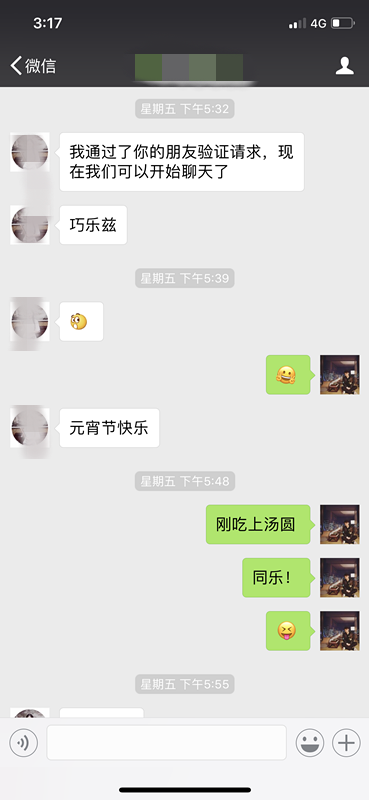 3:17
4G
微信
星期五 下午5:32
我通过了你的朋友验证请求，现
在我们可以开始聊天了
巧乐兹
星期五 下午5:39
元宵节快乐
星期五 下午5:48
刚吃上汤圆
同乐！
星期五 下午5:55